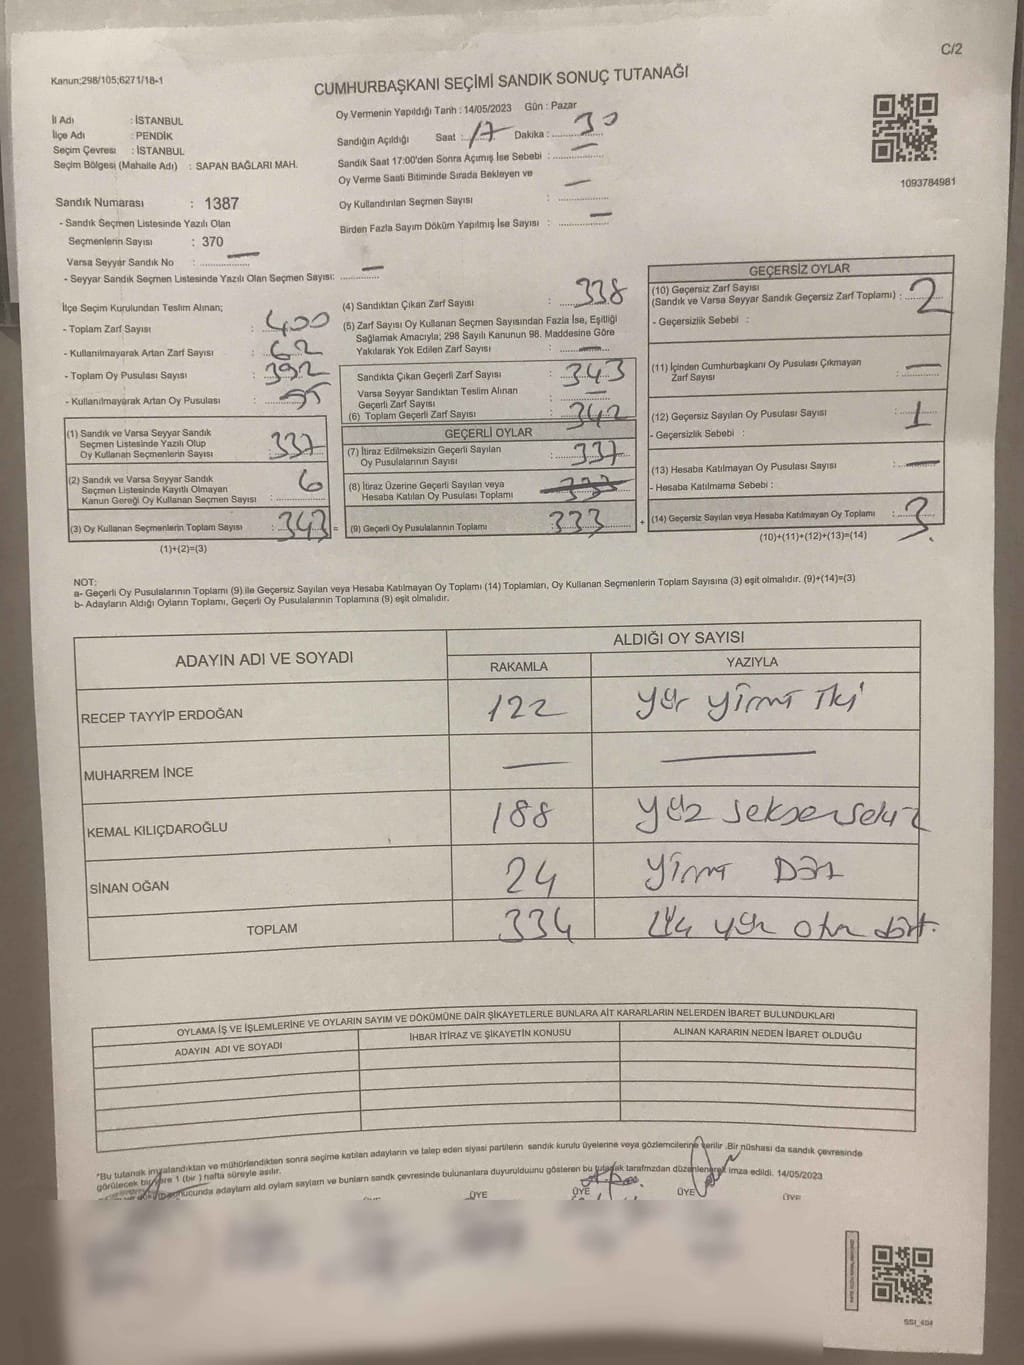 C/2
Kanun;298/105;6271/18-1
CUMHURBAŞKANI SEÇİMİ SANDIK SONUÇ TUTANAĞI
İl Adı : İSTANBUL
İlçe Adı : PENDİK
Seçim Çevresi : İSTANBUL
Seçim Bölgesi (Mahalle Adı) : SAPAN BAĞLARI MAH.
Oy Vermenin Yapıldığı Tarih : 14/05/2023 Gün : Pazar
Sandığın Açıldığı Saat : 17 Dakika : 30
Sandık Saat 17:00'den Sonra Açımış İse Sebebi : —
Oy Verme Saati Bitiminde Sırada Bekleyen ve
Oy Kullandırılan Seçmen Sayısı : —
Birden Fazla Sayım Döküm Yapılmış İse Sayısı : —
1093784981
Sandık Numarası : 1387
- Sandık Seçmen Listesinde Yazılı Olan
Seçmenlerin Sayısı : 370
Varsa Seyyar Sandık No : —
- Seyyar Sandık Seçmen Listesinde Yazılı Olan Seçmen Sayısı: —
İlçe Seçim Kurulundan Teslim Alınan;
- Toplam Zarf Sayısı : 400
- Kullanılmayarak Artan Zarf Sayısı : 62
- Toplam Oy Pusulası Sayısı : 392
- Kullanılmayarak Artan Oy Pusulası :
(1) Sandık ve Varsa Seyyar Sandık
Seçmen Listesinde Yazılı Olup
Oy Kullanan Seçmenlerin Sayısı : 337
(2) Sandık ve Varsa Seyyar Sandık
Seçmen Listesinde Kayıtlı Olmayan
Kanun Gereği Oy Kullanan Seçmen Sayısı : 6
(3) Oy Kullanan Seçmenlerin Toplam Sayısı : 343 =
(1)+(2)=(3)
(4) Sandıktan Çıkan Zarf Sayısı : 338
(5) Zarf Sayısı Oy Kullanan Seçmen Sayısından Fazla İse, Eşitliği
Sağlamak Amacıyla; 298 Sayılı Kanunun 98. Maddesine Göre
Yakılarak Yok Edilen Zarf Sayısı : —
Sandıkta Çıkan Geçerli Zarf Sayısı : 343
Varsa Seyyar Sandıktan Teslim Alınan
Geçerli Zarf Sayısı : —
(6) Toplam Geçerli Zarf Sayısı : 342
GEÇERLİ OYLAR
(7) İtiraz Edilmeksizin Geçerli Sayılan
Oy Pusulalarının Sayısı : 337
(8) İtiraz Üzerine Geçerli Sayılan veya
Hesaba Katılan Oy Pusulası Toplamı : 333
(9) Geçerli Oy Pusulalarının Toplamı : 333 +
GEÇERSİZ OYLAR
(10) Geçersiz Zarf Sayısı
(Sandık ve Varsa Seyyar Sandık Geçersiz Zarf Toplamı) : 2
- Geçersizlik Sebebi :
(11) İçinden Cumhurbaşkanı Oy Pusulası Çıkmayan
Zarf Sayısı : —
(12) Geçersiz Sayılan Oy Pusulası Sayısı : 1
- Geçersizlik Sebebi :
(13) Hesaba Katılmayan Oy Pusulası Sayısı : —
- Hesaba Katılmama Sebebi :
(14) Geçersiz Sayılan veya Hesaba Katılmayan Oy Toplamı : 3.
(10)+(11)+(12)+(13)=(14)
NOT:
a- Geçerli Oy Pusulalarının Toplamı (9) ile Geçersiz Sayılan veya Hesaba Katılmayan Oy Toplamı (14) Toplamları, Oy Kullanan Seçmenlerin Toplam Sayısına (3) eşit olmalıdır. (9)+(14)=(3)
b- Adayların Aldığı Oyların Toplamı, Geçerli Oy Pusulalarının Toplamına (9) eşit olmalıdır.
ADAYIN ADI VE SOYADI
ALDIĞI OY SAYISI
RAKAMLA YAZIYLA
RECEP TAYYİP ERDOĞAN 122 yüz yirmi iki
MUHARREM İNCE — —
KEMAL KILIÇDAROĞLU 188 yüz seksensekiz
SİNAN OĞAN 24 yirmi Dört
TOPLAM 334 yüz otuz dört.
OYLAMA İŞ VE İŞLEMLERİNE VE OYLARIN SAYIM VE DÖKÜMÜNE DAİR ŞİKAYETLERLE BUNLARA AİT KARARLARIN NELERDEN İBARET BULUNDUKLARI
ADAYIN ADI VE SOYADI İHBAR İTİRAZ VE ŞİKAYETİN KONUSU ALINAN KARARIN NEDEN İBARET OLDUĞU
*Bu tutanak imzalandıktan ve mühürlendikten sonra seçime katılan adayların ve talep eden siyasi partilerin sandık kurulu üyelerine veya gözlemcilerine verilir .Bir nüshası da sandık çevresinde
görülecek bir yere 1 (bir ) hafta süreyle asılır.
sonucunda adayların ald oyların sayların ve bunların sandk çevresinde bulunanlara duyurulduunu gösteren bu tutanak tarafmzdan düzenlenerek imza edildi. 14/05/2023
ÜYE ÜYE ÜYE ÜYE